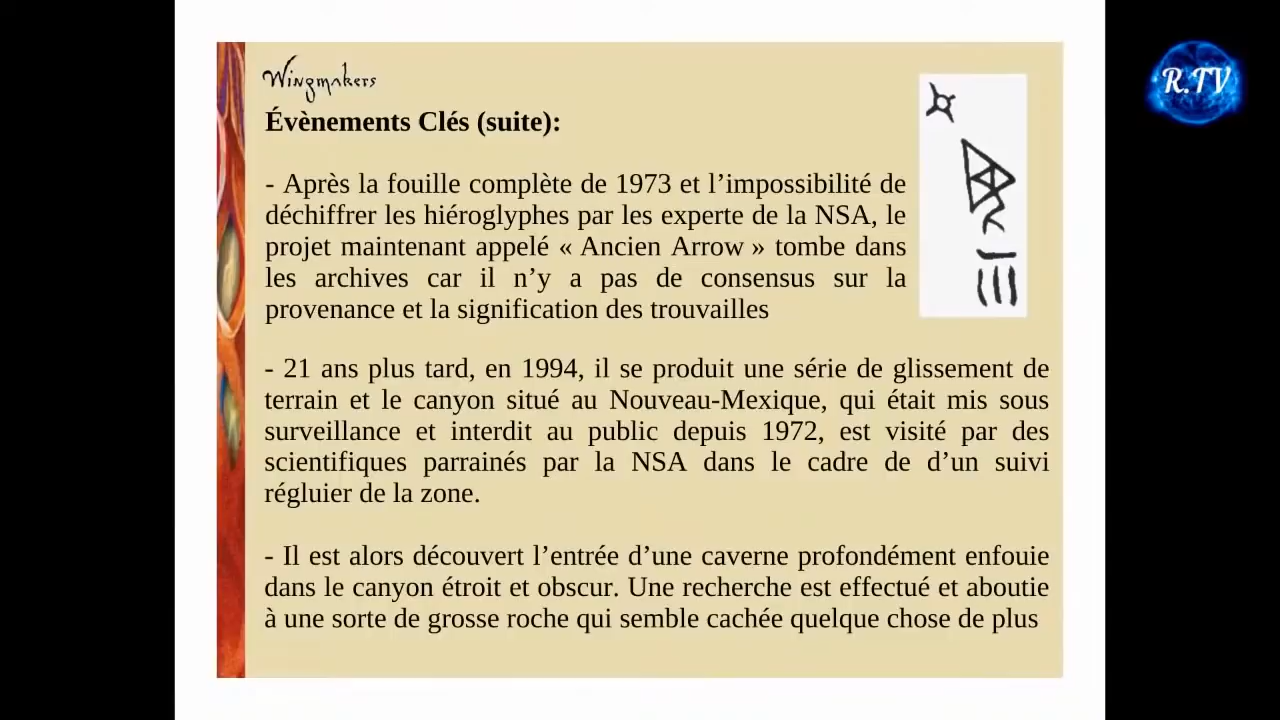 Wingmakers
R.TV
Évènements Clés (suite):
- Après la fouille complète de 1973 et l’impossibilité de
déchiffrer les hiéroglyphes par les experte de la NSA, le
projet maintenant appelé « Ancien Arrow » tombe dans
les archives car il n’y a pas de consensus sur la
provenance et la signification des trouvailles
- 21 ans plus tard, en 1994, il se produit une série de glissement de
terrain et le canyon situé au Nouveau-Mexique, qui était mis sous
surveillance et interdit au public depuis 1972, est visité par des
scientifiques parrainés par la NSA dans le cadre de d’un suivi
régluier de la zone.
- Il est alors découvert l’entrée d’une caverne profondément enfouie
dans le canyon étroit et obscur. Une recherche est effectué et aboutie
à une sorte de grosse roche qui semble cachée quelque chose de plus